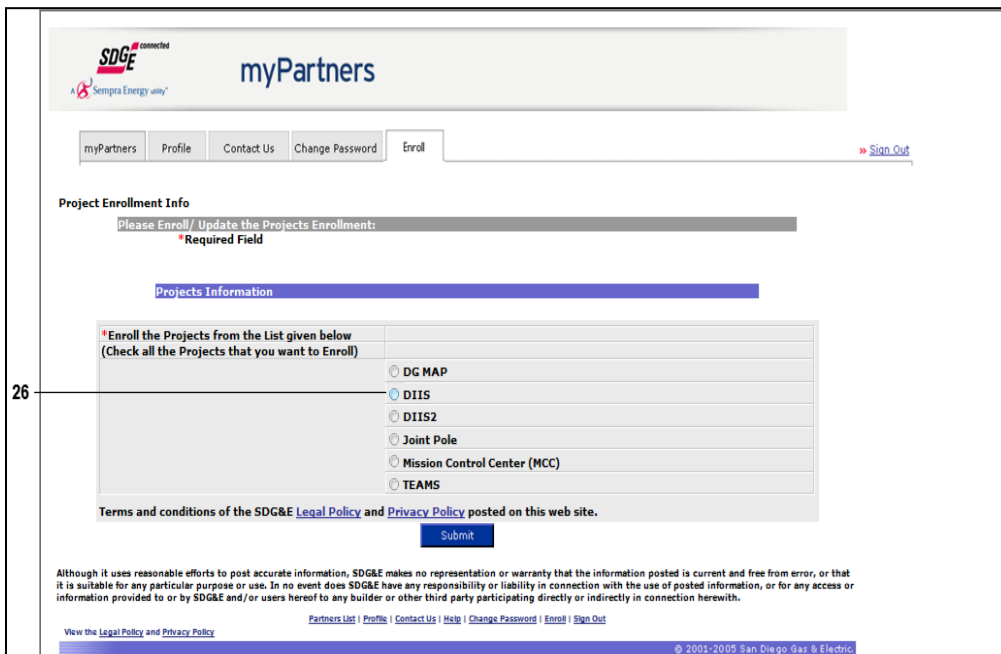 SDGE connected
A Sempra Energy utility®
myPartners
myPartners Profile Contact Us Change Password Enroll
» Sign Out
Project Enrollment Info
Please Enroll/ Update the Projects Enrollment:
*Required Field
Projects Information
*Enroll the Projects from the List given below
(Check all the Projects that you want to Enroll)
DG MAP
26
DIIS
DIIS2
Joint Pole
Mission Control Center (MCC)
TEAMS
Terms and conditions of the SDG&E Legal Policy and Privacy Policy posted on this web site.
Submit
Although it uses reasonable efforts to post accurate information, SDG&E makes no representation or warranty that the information posted is current and free from error, or that
it is suitable for any particular purpose or use. In no event does SDG&E have any responsibility or liability in connection with the use of posted information, or for any access or
information provided to or by SDG&E and/or users hereof to any builder or other third party participating directly or indirectly in connection herewith.
Partners List | Profile | Contact Us | Help | Change Password | Enroll | Sign Out
View the Legal Policy and Privacy Policy
© 2001-2005 San Diego Gas & Electric.